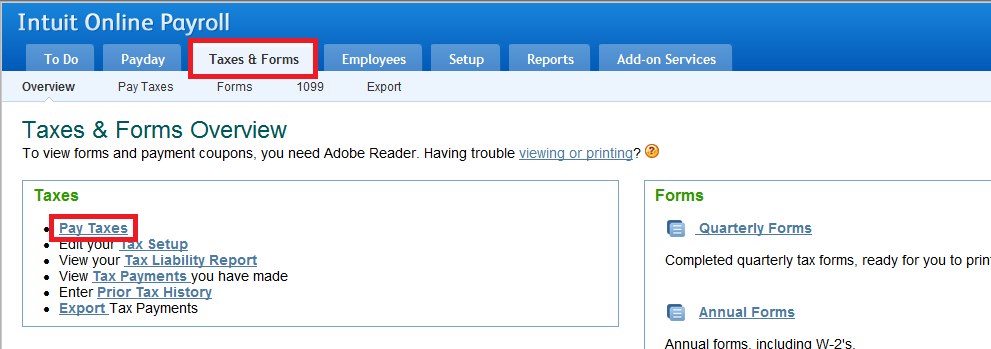 Intuit Online Payroll
To Do Payday Taxes & Forms Employees Setup Reports Add-on Services
Overview Pay Taxes Forms 1099 Export
Taxes & Forms Overview
To view forms and payment coupons, you need Adobe Reader. Having trouble viewing or printing? ?
Taxes
• Pay Taxes
• Edit your Tax Setup
• View your Tax Liability Report
• View Tax Payments you have made
• Enter Prior Tax History
• Export Tax Payments
Forms
Quarterly Forms
Completed quarterly tax forms, ready for you to prin
Annual Forms
Annual forms, including W-2's.